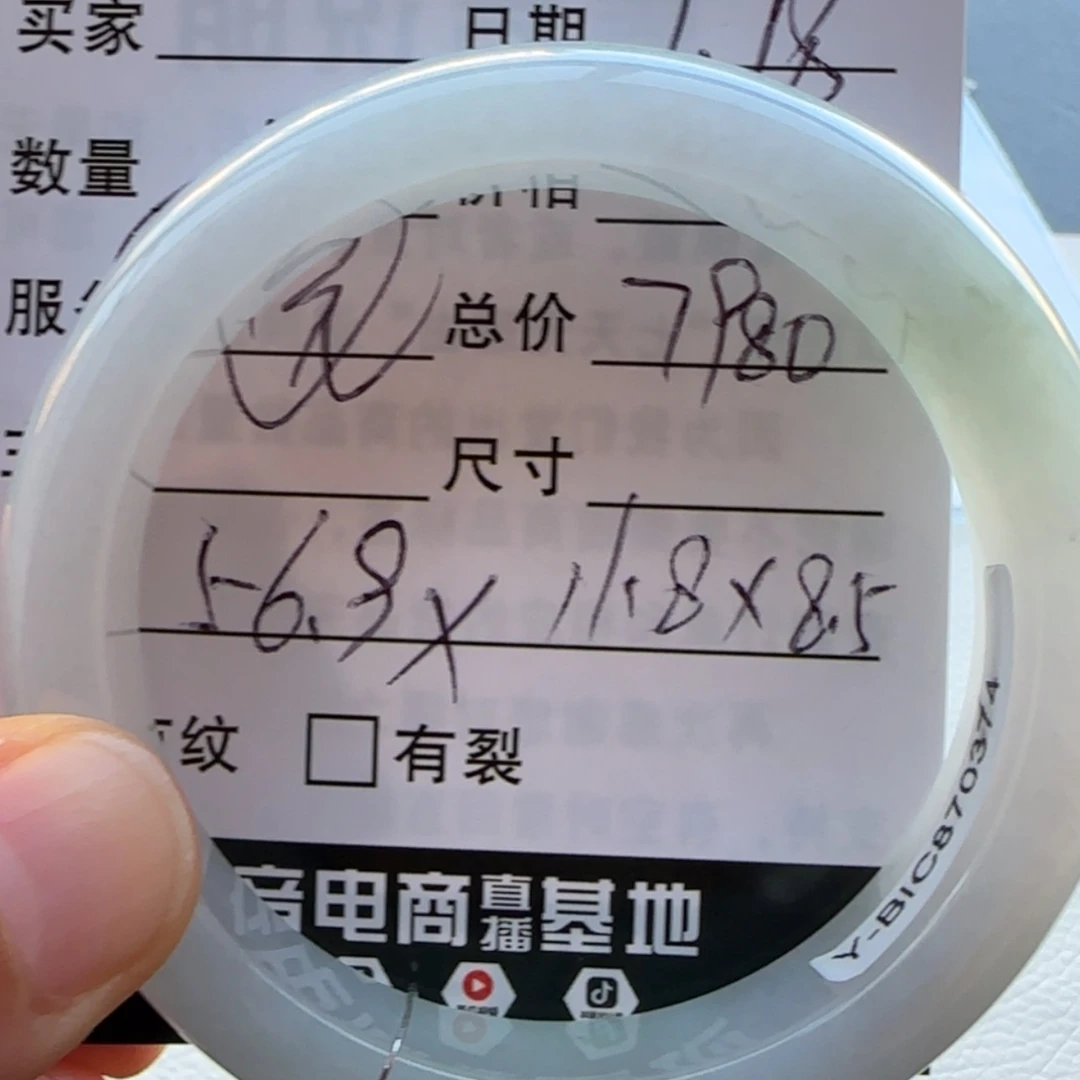 买家 日期 1.18
数量 价
服 总价 7980
尺寸
56.9 x 11.8 x 8.5
纹 有裂
电商直播基地
Y-BIC870374